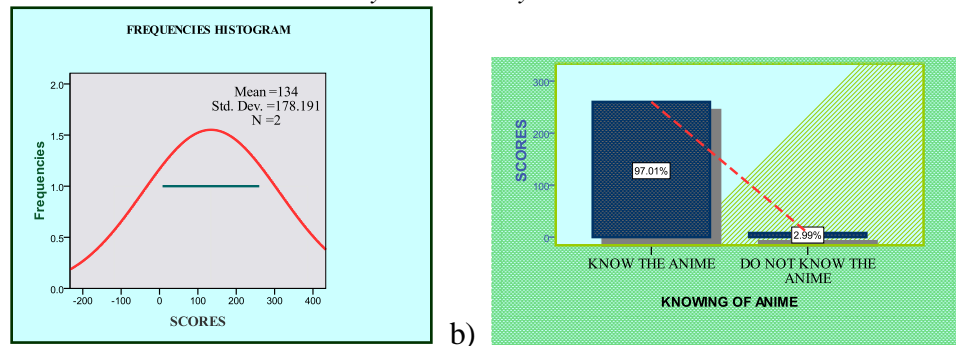 FREQUENCIES HISTOGRAM
Mean =134
Std. Dev. =178.191
N =2
Frequencies
2.0
1.5
1.0
0.5
0.0
-200 -100 0 100 200 300 400
SCORES
b)
SCORES
300
200
100
0
97.01%
2.99%
KNOW THE ANIME
DO NOT KNOW THE
ANIME
KNOWING OF ANIME